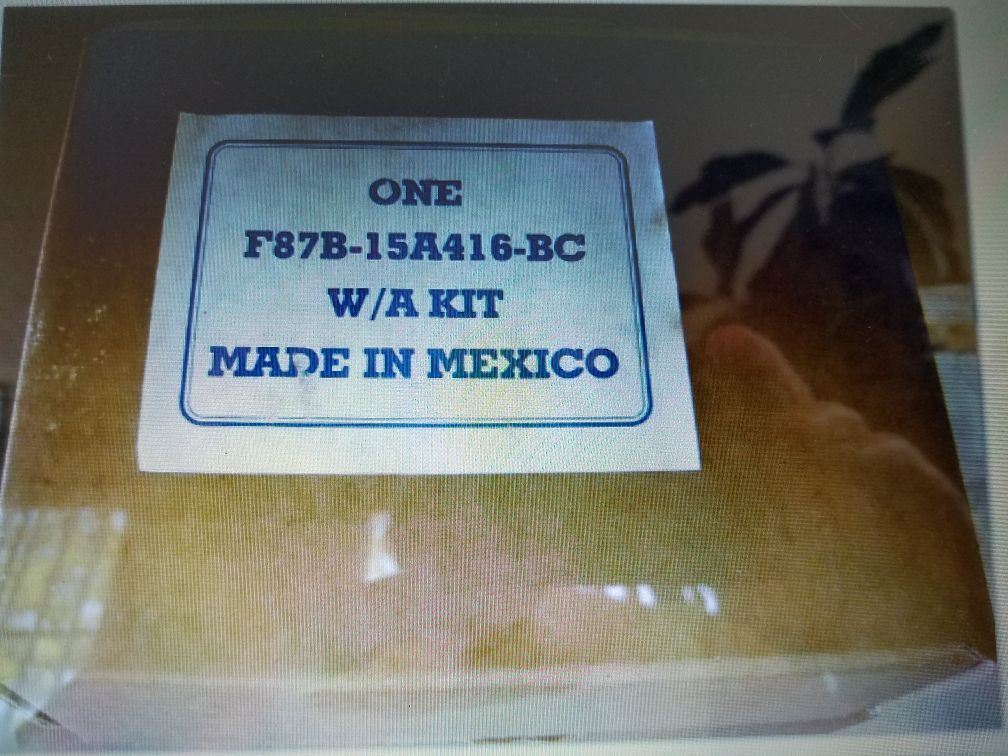 ONE
F87B-15A416-BC
W/A KIT
MADE IN MEXICO